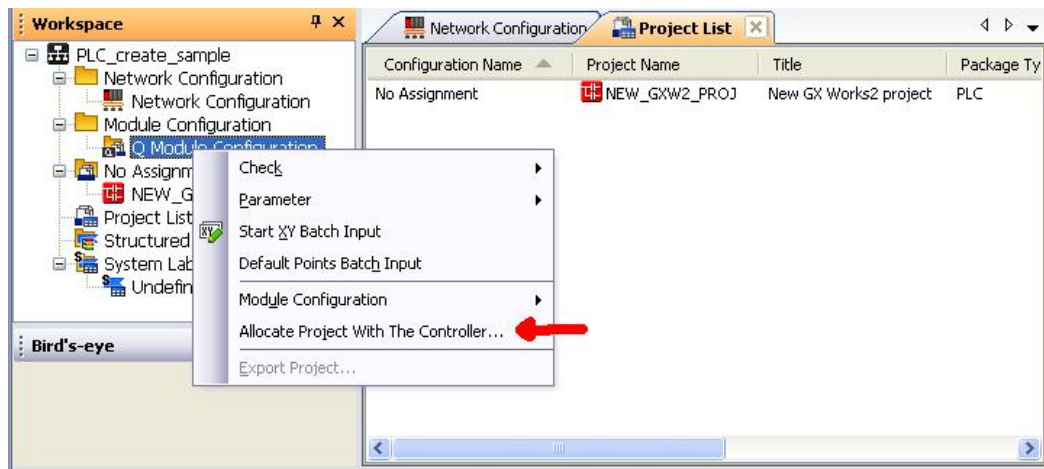 Workspace
PLC_create_sample
Network Configuration
Network Configuration
Module Configuration
Q Module Configuration
No Assignm
NEW_G
Project List
Structured
System Lab
Undefin
Bird's-eye
Check
Parameter
Start XY Batch Input
Default Points Batch Input
Module Configuration
Allocate Project With The Controller...
Export Project...
Network Configuration Project List
Configuration Name Project Name Title Package Ty
No Assignment NEW_GXW2_PROJ New GX Works2 project PLC